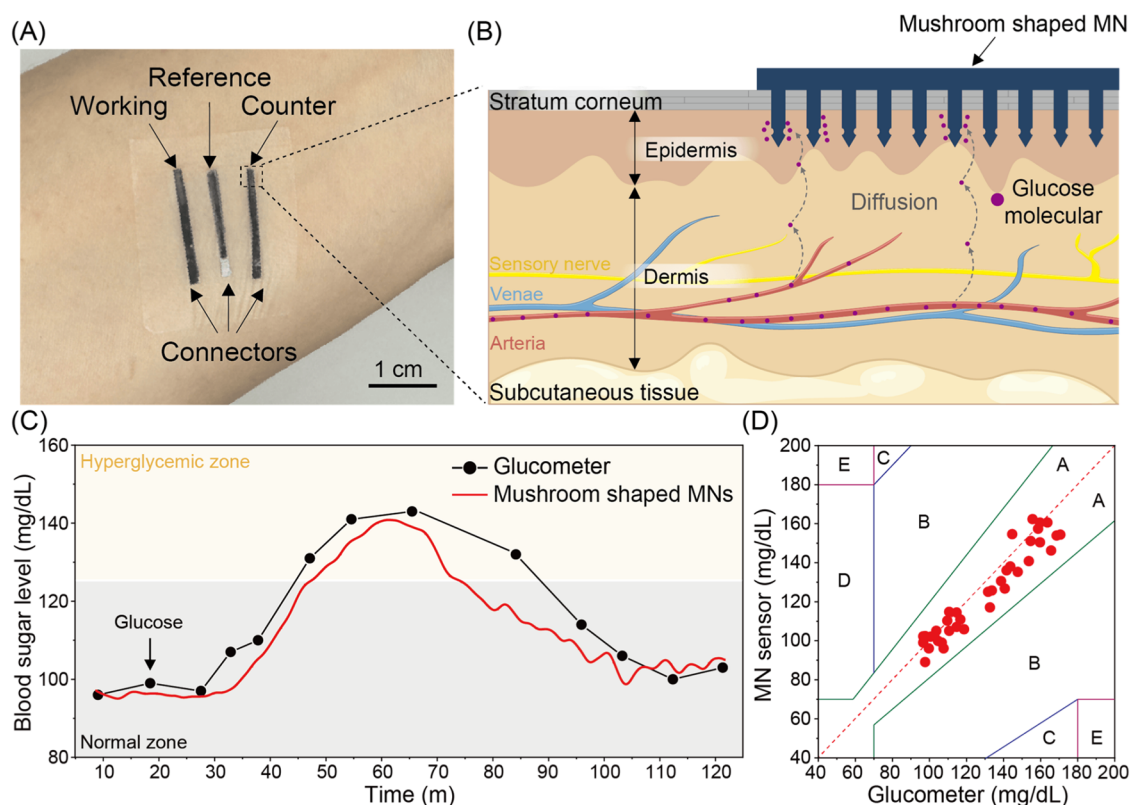 (A)
Reference
Working
Counter
Connectors
1 cm
(B)
Mushroom shaped MN
Stratum corneum
Epidermis
Diffusion
Glucose
molecular
Sensory nerve
Dermis
Venae
Arteria
Subcutaneous tissue
(C)
Blood sugar level (mg/dL)
160
140
120
100
80
Hyperglycemic zone
Glucometer
Mushroom shaped MNs
Glucose
Normal zone
10 20 30 40 50 60 70 80 90 100 110 120
Time (m)
(D)
MN sensor (mg/dL)
200
180
160
140
120
100
80
60
40
E
C
A
A
B
D
B
C
E
40 60 80 100 120 140 160 180 200
Glucometer (mg/dL)